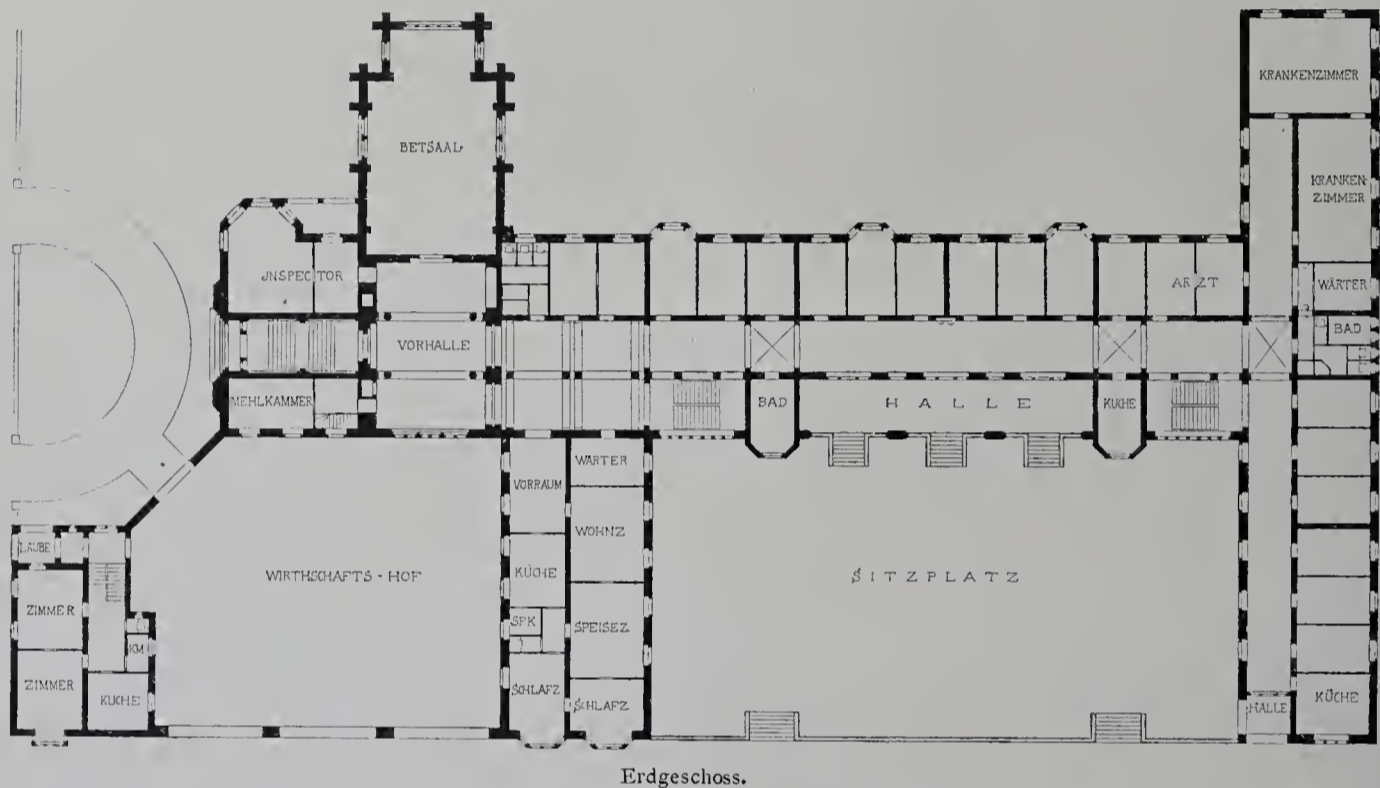 KRANKENZIMMER
BETSAAL
KRANKEN-
ZIMMER
JNSPECTOR
ARZT
WÄRTER
BAD
VORHALLE
MEHLKAMMER
BAD
HALLE
KÜCHE
VORRAUM
WÄRTER
WOHNZ
LAUBE
WIRTHSCHAFTS-HOF
KÜCHE
SITZPLATZ
ZIMMER
SPK
SPEISEZ
KM
ZIMMER
KÜCHE
SCHLAFZ
SCHLAFZ
HALLE
KÜCHE
Erdgeschoss.